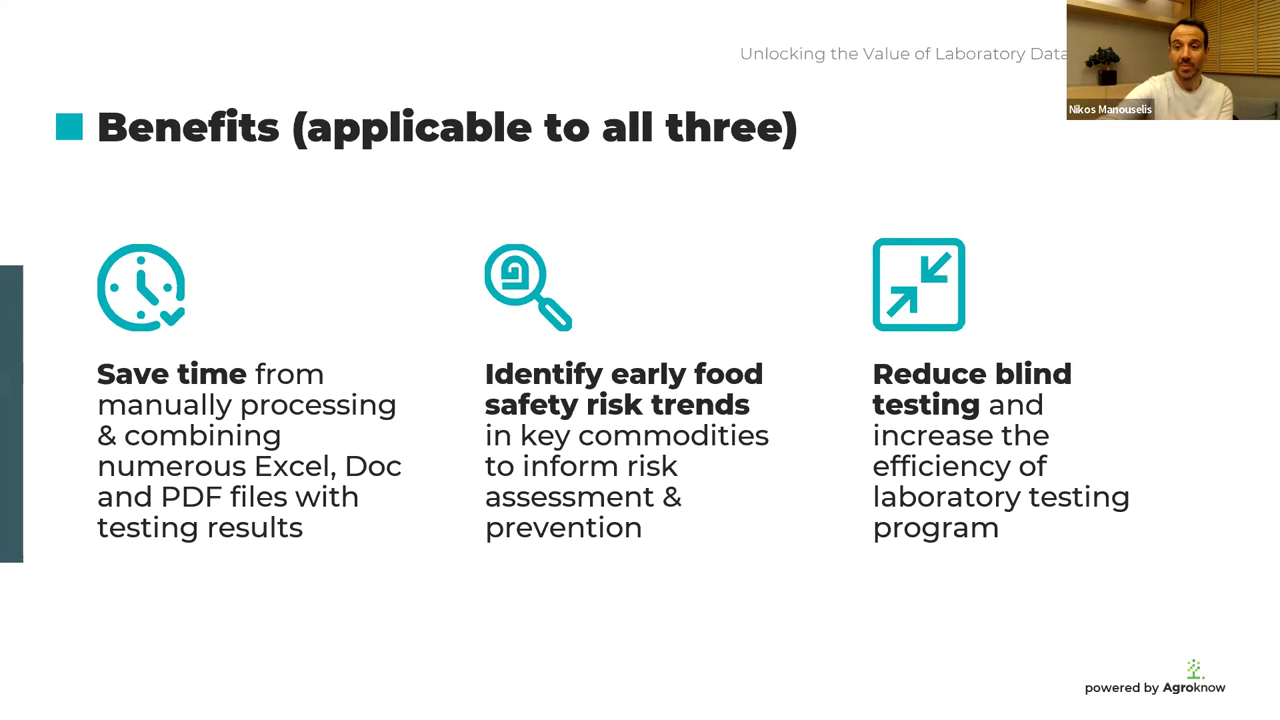 Unlocking the Value of Laboratory Data
Nikos Manouselis
Benefits (applicable to all three)
Save time from
manually processing
& combining
numerous Excel, Doc
and PDF files with
testing results
Identify early food
safety risk trends
in key commodities
to inform risk
assessment &
prevention
Reduce blind
testing and
increase the
efficiency of
laboratory testing
program
powered by Agroknow